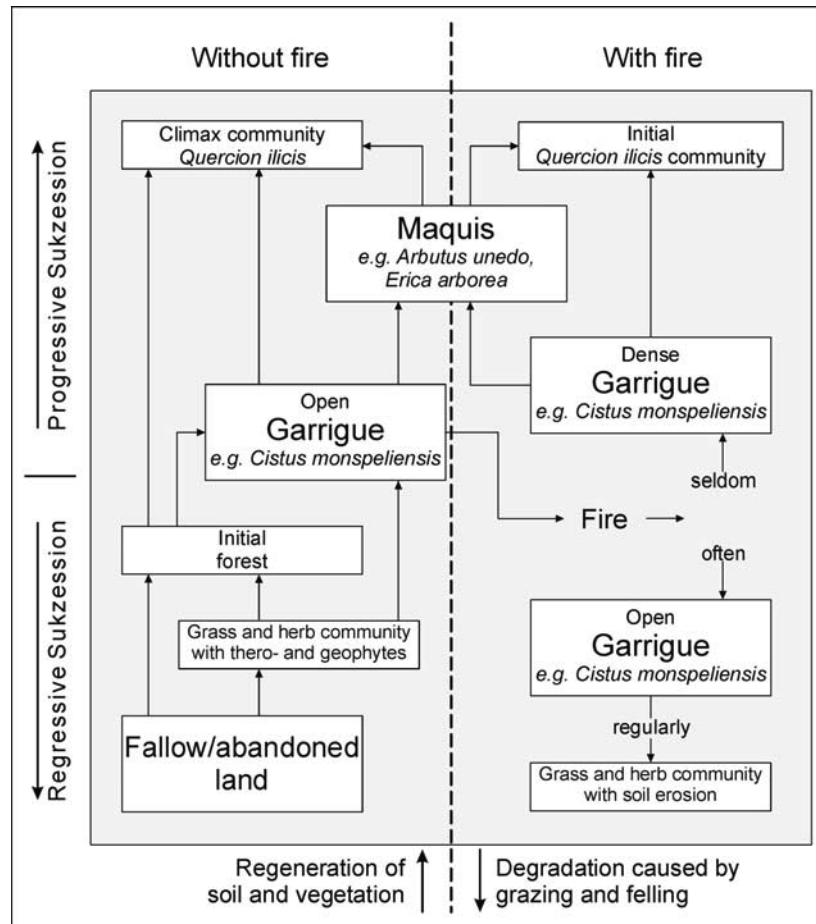 Without fire
With fire
Progressive Sukzession
Regressive Sukzession
Climax community
Quercion ilicis
Initial
Quercion ilicis community
Maquis
e.g. Arbutus unedo,
Erica arborea
Dense
Garrigue
e.g. Cistus monspeliensis
Open
Garrigue
e.g. Cistus monspeliensis
seldom
Fire
often
Initial
forest
Grass and herb community
with thero- and geophytes
Open
Garrigue
e.g. Cistus monspeliensis
regularly
Fallow/abandoned
land
Grass and herb community
with soil erosion
Regeneration of
soil and vegetation
Degradation caused by
grazing and felling